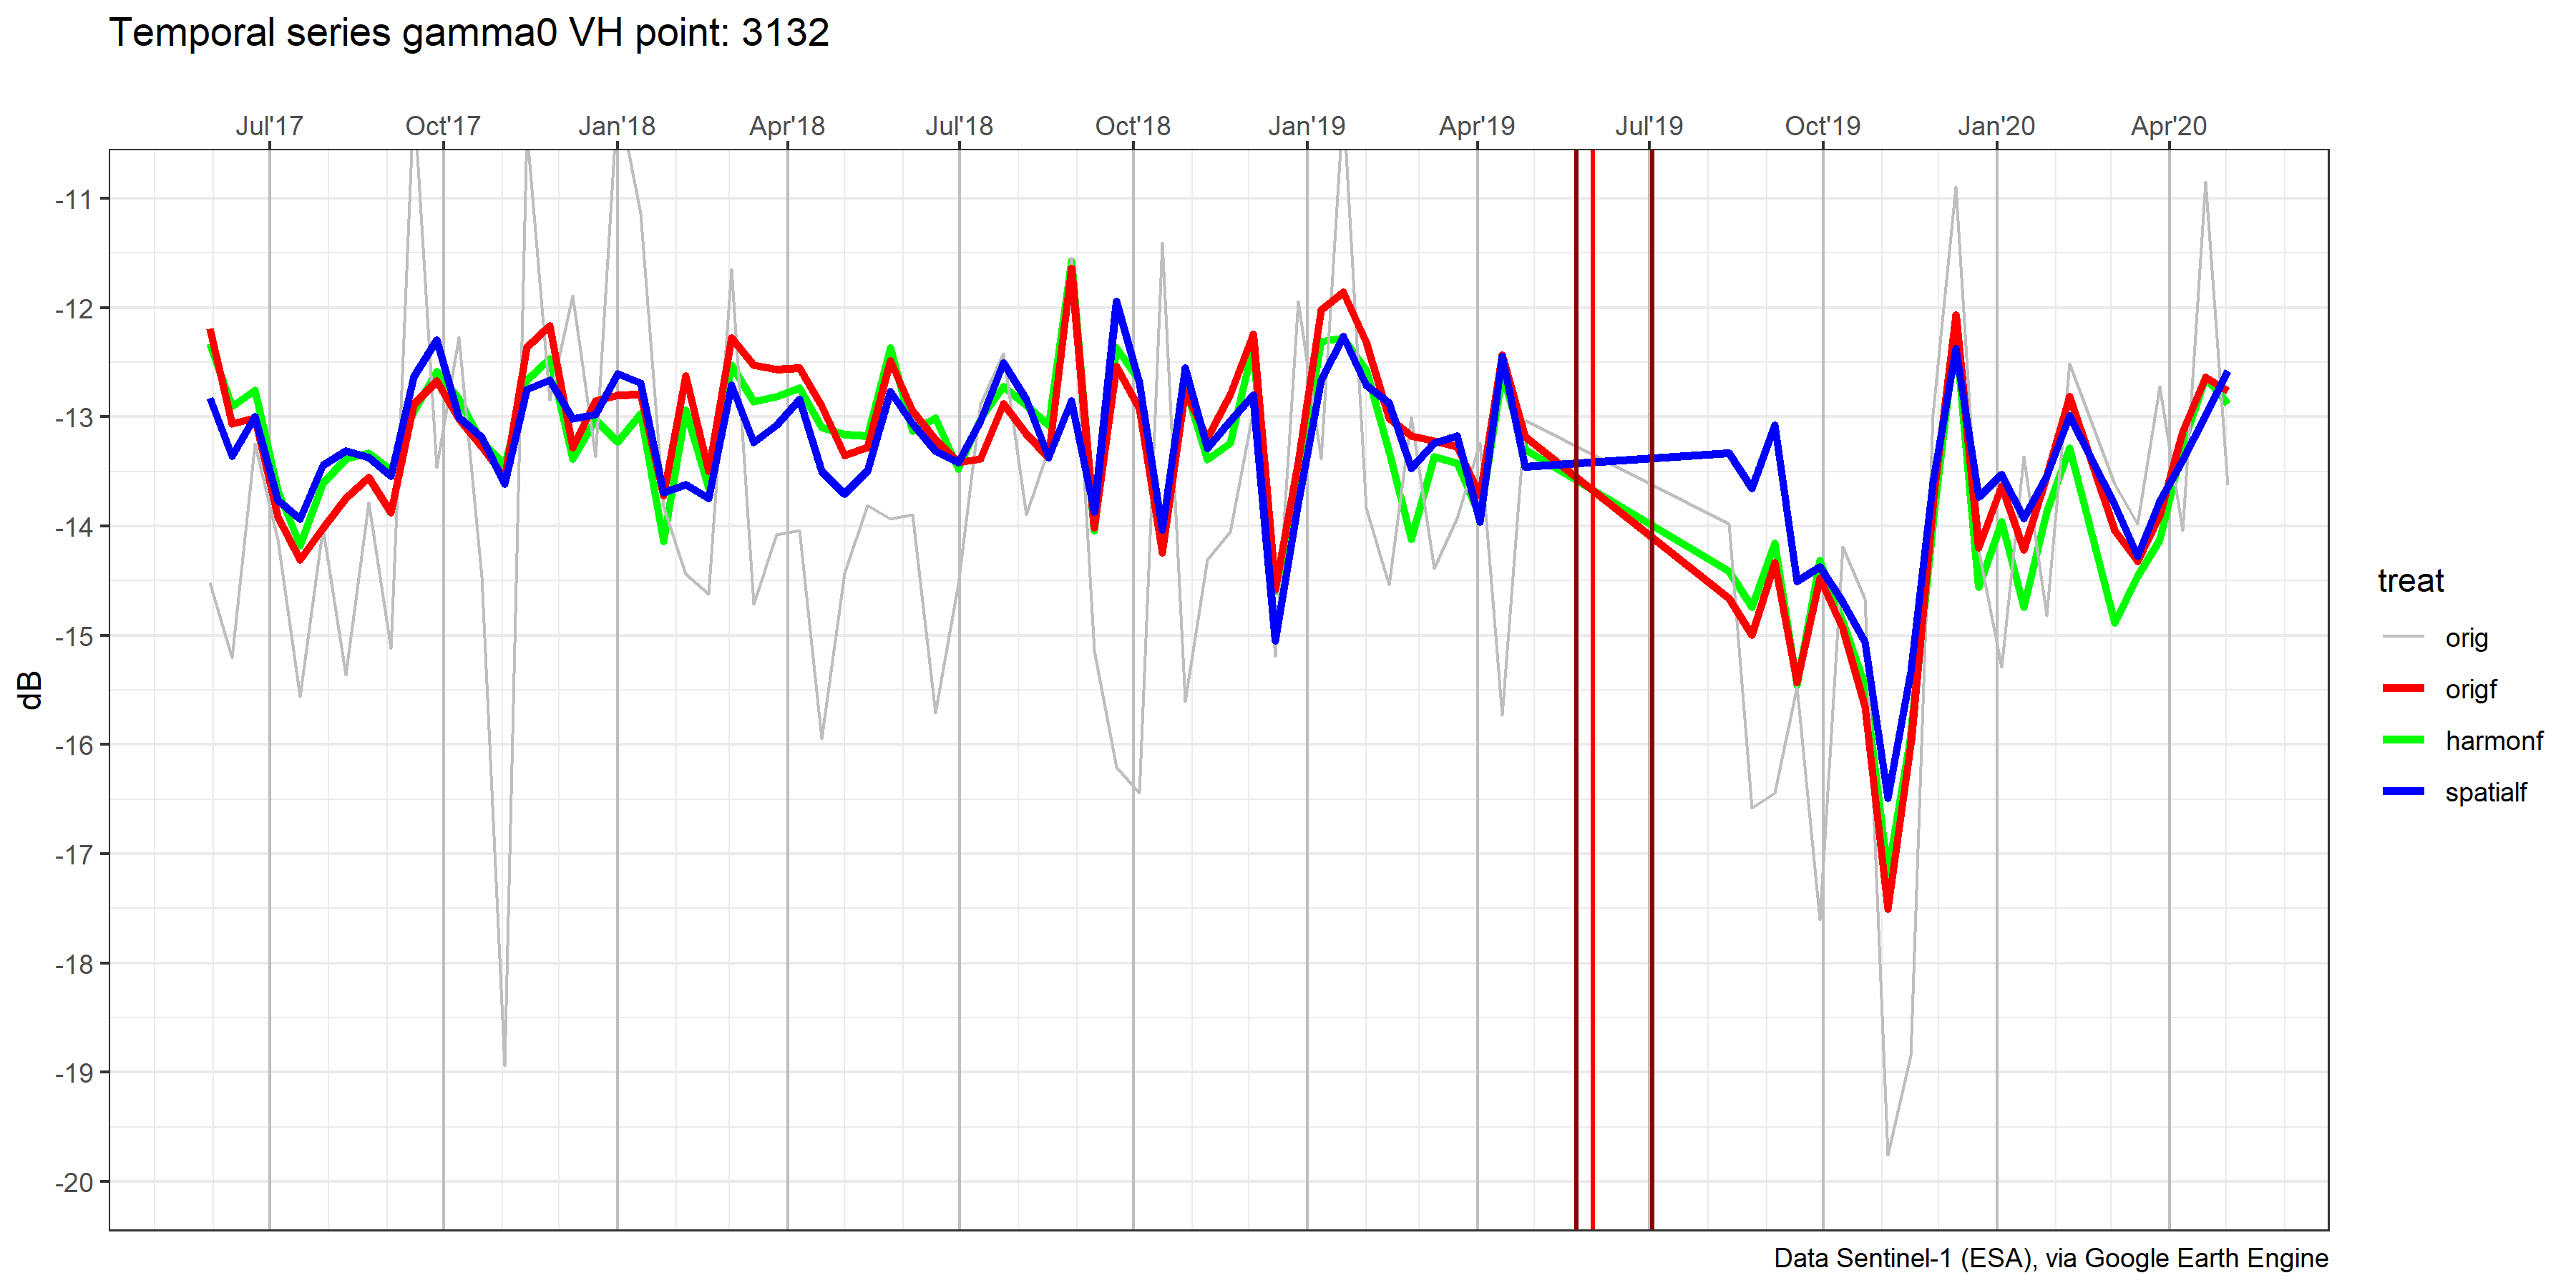 Temporal series gamma0 VH point: 3132
Jul'17 Oct'17 Jan'18 Apr'18 Jul'18 Oct'18 Jan'19 Apr'19 Jul'19 Oct'19 Jan'20 Apr'20
-11
-12
-13
-14
-15
-16
-17
-18
-19
-20
dB
treat
orig
origf
harmonf
spatialf
Data Sentinel-1 (ESA), via Google Earth Engine